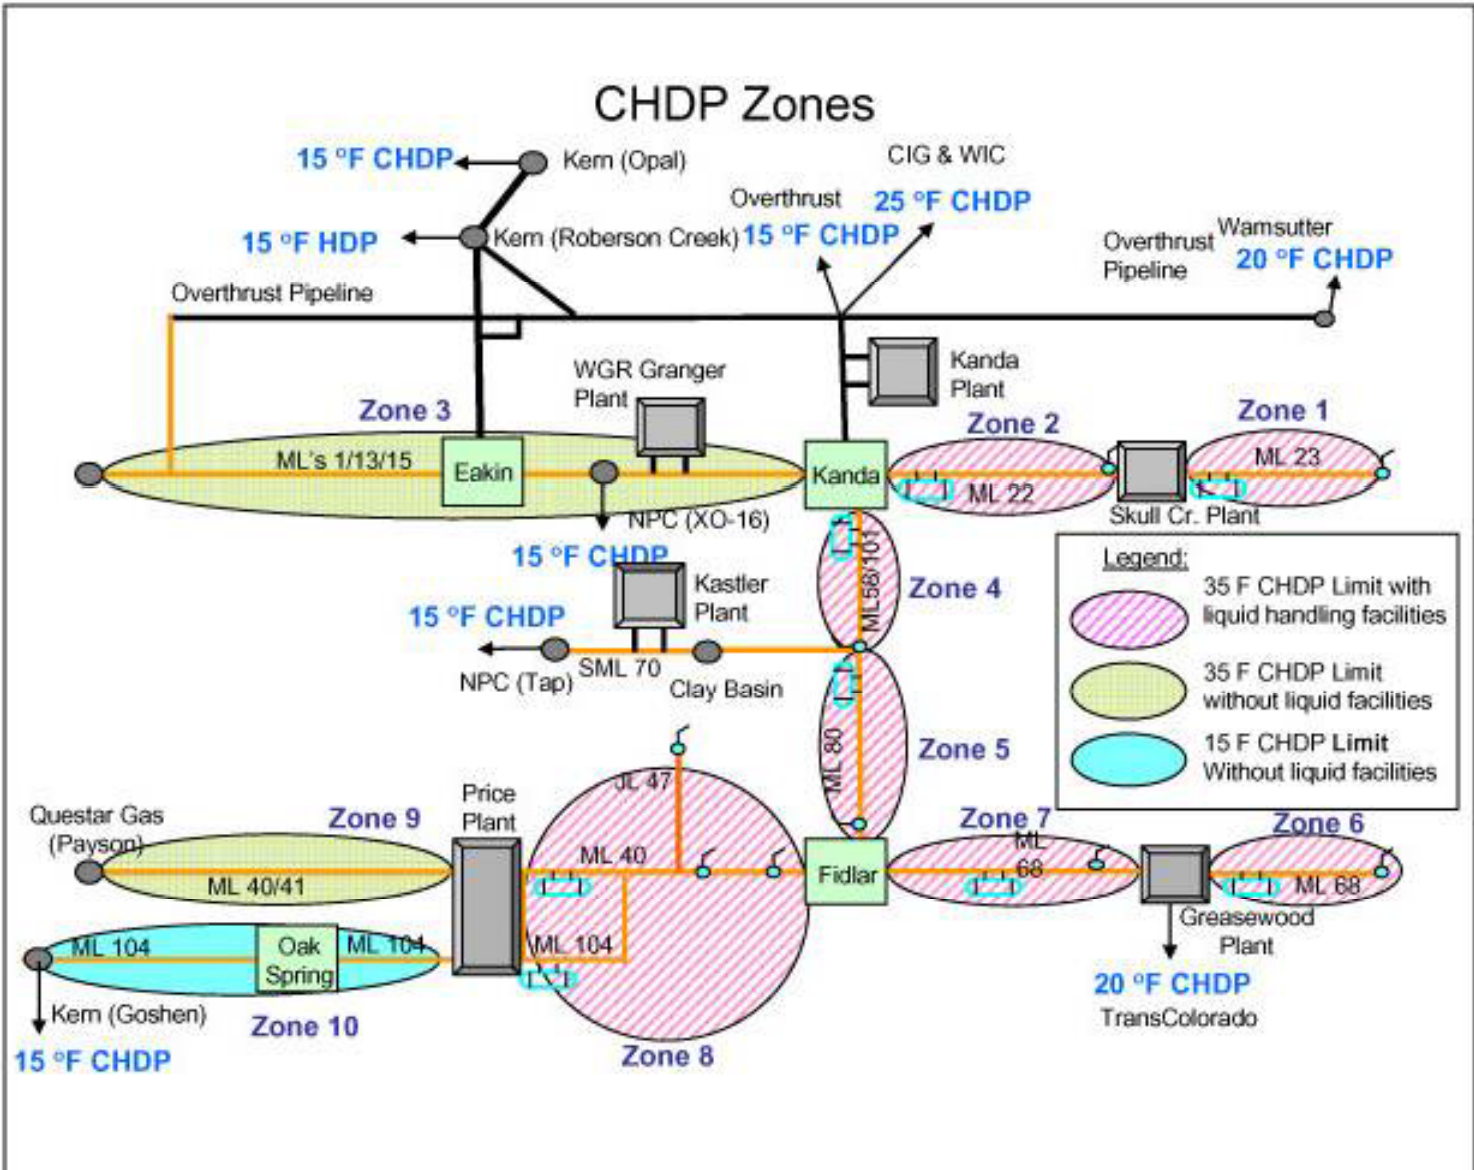 CHDP Zones
15 °F CHDP
Kern (Opal)
CIG & WIC
Overthrust
25 °F CHDP
15 °F HDP
Kern (Roberson Creek)
15 °F CHDP
Overthrust
Pipeline
Wamsutter
20 °F CHDP
Overthrust Pipeline
WGR Granger
Plant
Kanda
Plant
Zone 3
Zone 2
Zone 1
ML's 1/13/15
Eakin
Kanda
ML 22
ML 23
NPC (XO-16)
Skull Cr. Plant
15 °F CHDP
ML58/101
Zone 4
Kastler
Plant
15 °F CHDP
NPC (Tap)
SML 70
Clay Basin
Legend:
35 F CHDP Limit with
liquid handling facilities
35 F CHDP Limit
without liquid facilities
15 F CHDP Limit
Without liquid facilities
ML 80
Zone 5
JL 47
Price
Plant
Questar Gas
(Payson)
Zone 9
Zone 7
Zone 6
ML 40/41
ML 40
Fidlar
ML
68
ML 68
Greasewood
Plant
ML 104
Oak
Spring
ML 104
ML 104
20 °F CHDP
TransColorado
Kern (Goshen)
Zone 10
15 °F CHDP
Zone 8